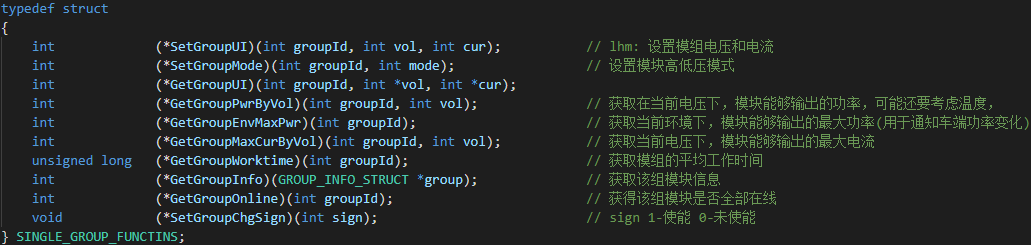 typedef struct
{
    int             (*SetGroupUI)(int groupId, int vol, int cur);             // lhm: 设置模组电压和电流
    int             (*SetGroupMode)(int groupId, int mode);                   // 设置模块高低压模式
    int             (*GetGroupUI)(int groupId, int *vol, int *cur);
    int             (*GetGroupPwrByVol)(int groupId, int vol);                // 获取在当前电压下，模块能够输出的功率，可能还要考虑温度，
    int             (*GetGroupEnvMaxPwr)(int groupId);                        // 获取当前环境下，模块能够输出的最大功率(用于通知车端功率变化)
    int             (*GetGroupMaxCurByVol)(int groupId, int vol);             // 获取当前电压下，模块能够输出的最大电流
    unsigned long   (*GetGroupWorktime)(int groupId);                         // 获取模组的平均工作时间
    int             (*GetGroupInfo)(GROUP_INFO_STRUCT *group);                // 获取该组模块信息
    int             (*GetGroupOnline)(int groupId);                           // 获得该组模块是否全部在线
    void            (*SetGroupChgSign)(int sign);                             // sign 1-使能 0-未使能
} SINGLE_GROUP_FUNCTINS;